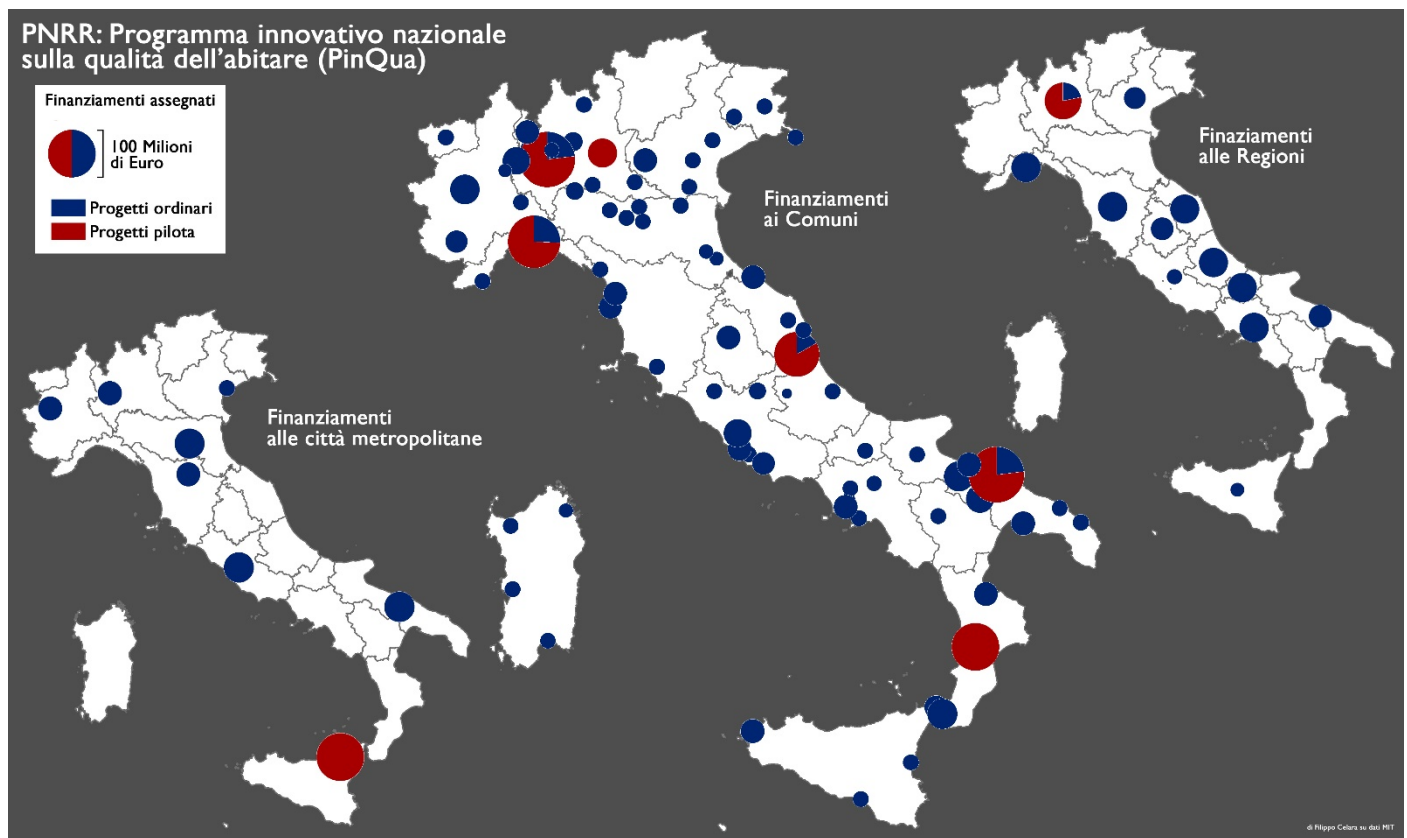 PNRR: Programma innovativo nazionale
sulla qualità dell'abitare (PinQua)
Finanziamenti assegnati
100 Milioni
di Euro
Progetti ordinari
Progetti pilota
Finanziamenti
alle città metropolitane
Finanziamenti
ai Comuni
Finaziamenti
alle Regioni
di Filippo Celara su dati MIT